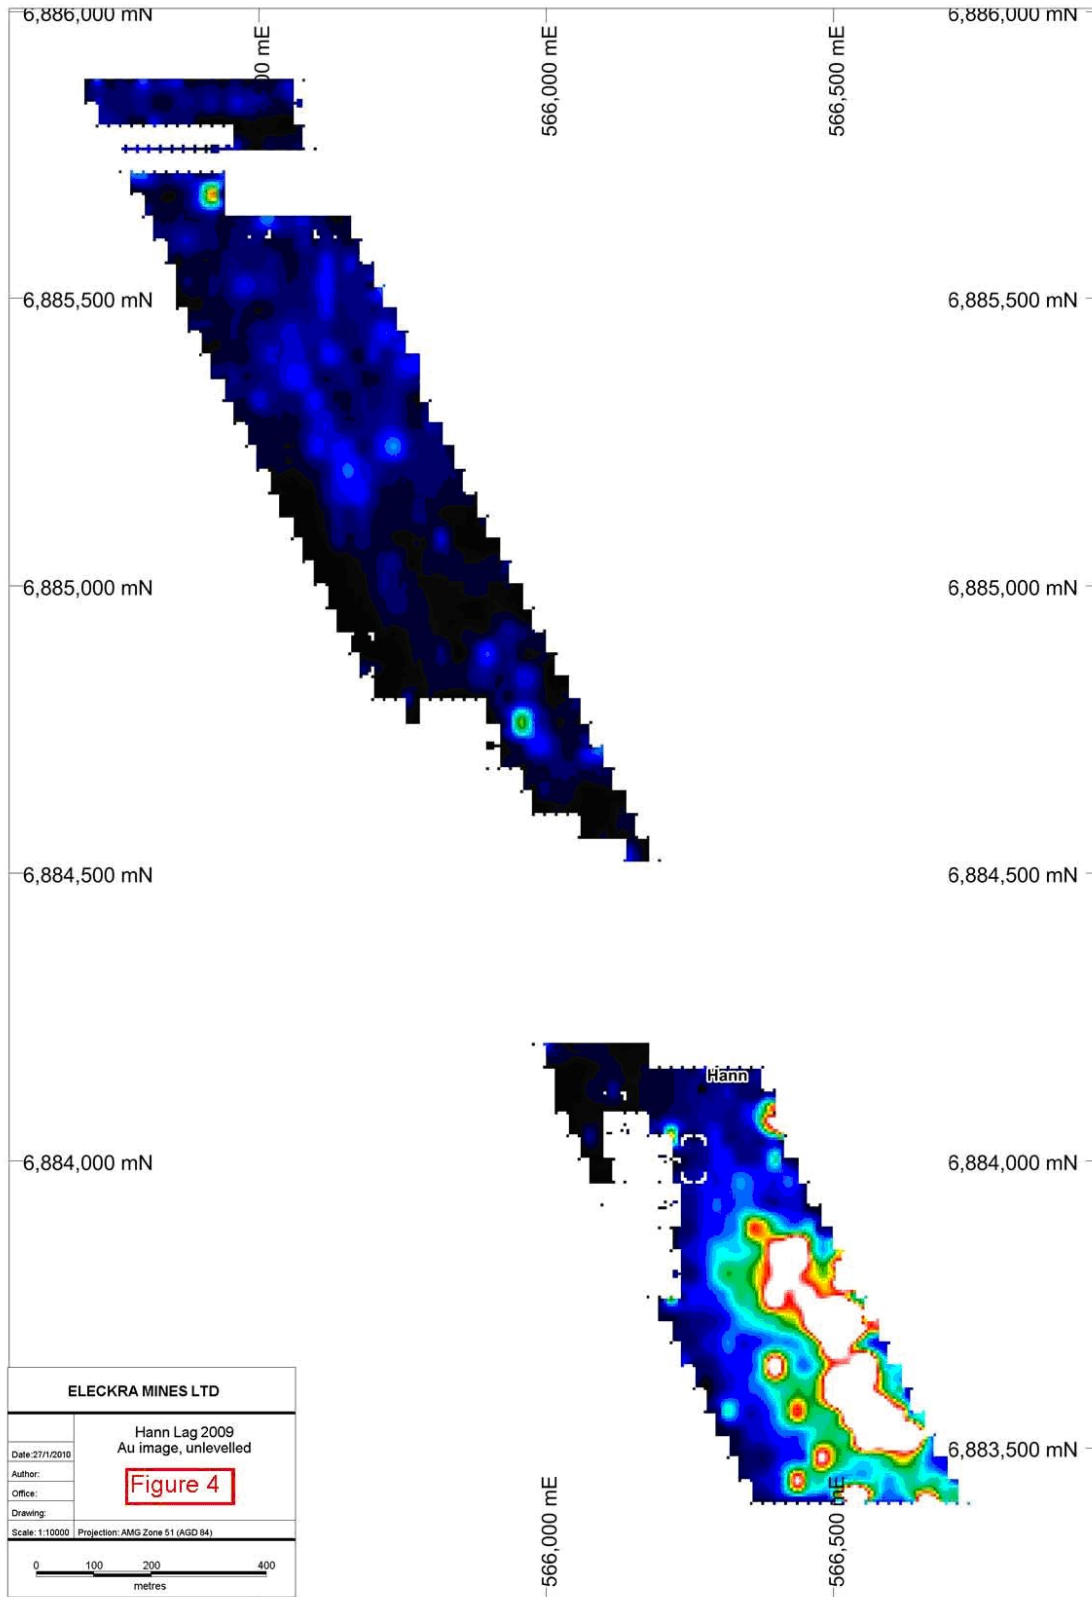 6,886,000 mN
6,886,000 mN
00 mE
566,000 mE
566,500 mE
6,885,500 mN
6,885,500 mN
6,885,000 mN
6,885,000 mN
6,884,500 mN
6,884,500 mN
Hann
6,884,000 mN
6,884,000 mN
6,883,500 mN
566,000 mE
566,500 mE
ELECKRA MINES LTD
Hann Lag 2009
Au image, unlevelled
Figure 4
Date:27/1/2010
Author:
Office:
Drawing:
Scale: 1:10000
Projection: AMG Zone 51 (AGD 84)
0 100 200 400
metres